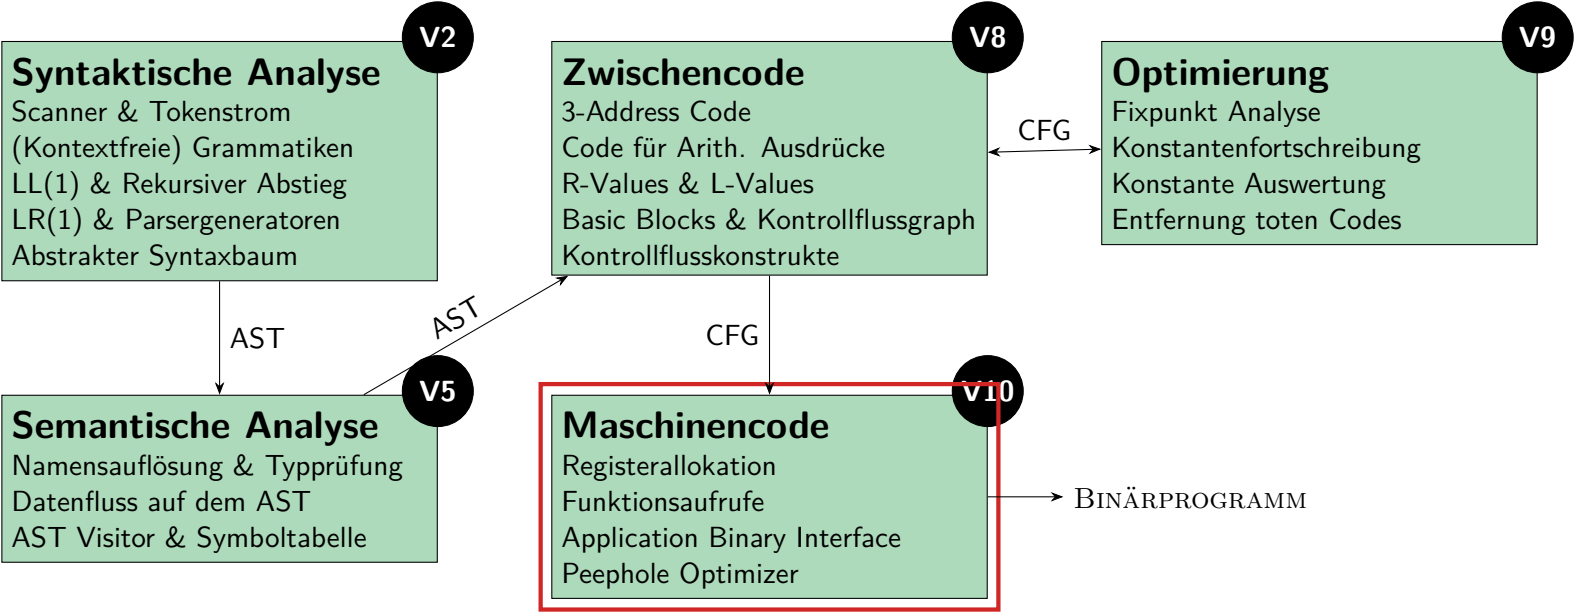 V2
Syntaktische Analyse
Scanner & Tokenstrom
(Kontextfreie) Grammatiken
LL(1) & Rekursiver Abstieg
LR(1) & Parsergeneratoren
Abstrakter Syntaxbaum
AST
V5
Semantische Analyse
Namensauflösung & Typprüfung
Datenfluss auf dem AST
AST Visitor & Symboltabelle
AST
V8
Zwischencode
3-Address Code
Code für Arith. Ausdrücke
R-Values & L-Values
Basic Blocks & Kontrollflussgraph
Kontrollflusskonstrukte
CFG
V9
Optimierung
Fixpunkt Analyse
Konstantenfortschreibung
Konstante Auswertung
Entfernung toten Codes
CFG
V10
Maschinencode
Registerallokation
Funktionsaufrufe
Application Binary Interface
Peephole Optimizer
BINÄRPROGRAMM